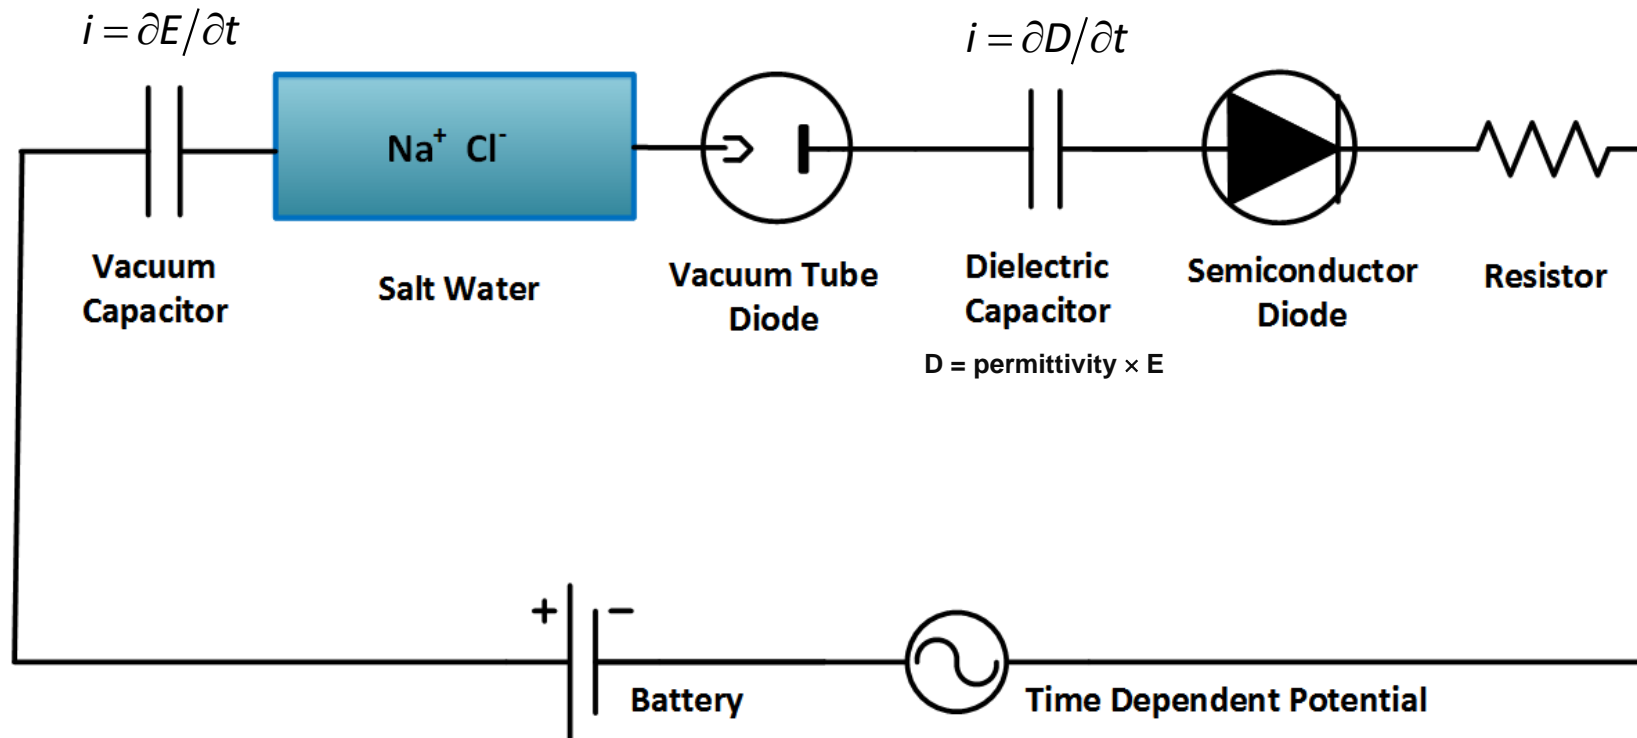 i = ∂E/∂t
i = ∂D/∂t
Na⁺ Cl⁻
Vacuum
Capacitor
Salt Water
Vacuum Tube
Diode
Dielectric
Capacitor
D = permittivity × E
Semiconductor
Diode
Resistor
+ −
Battery
Time Dependent Potential